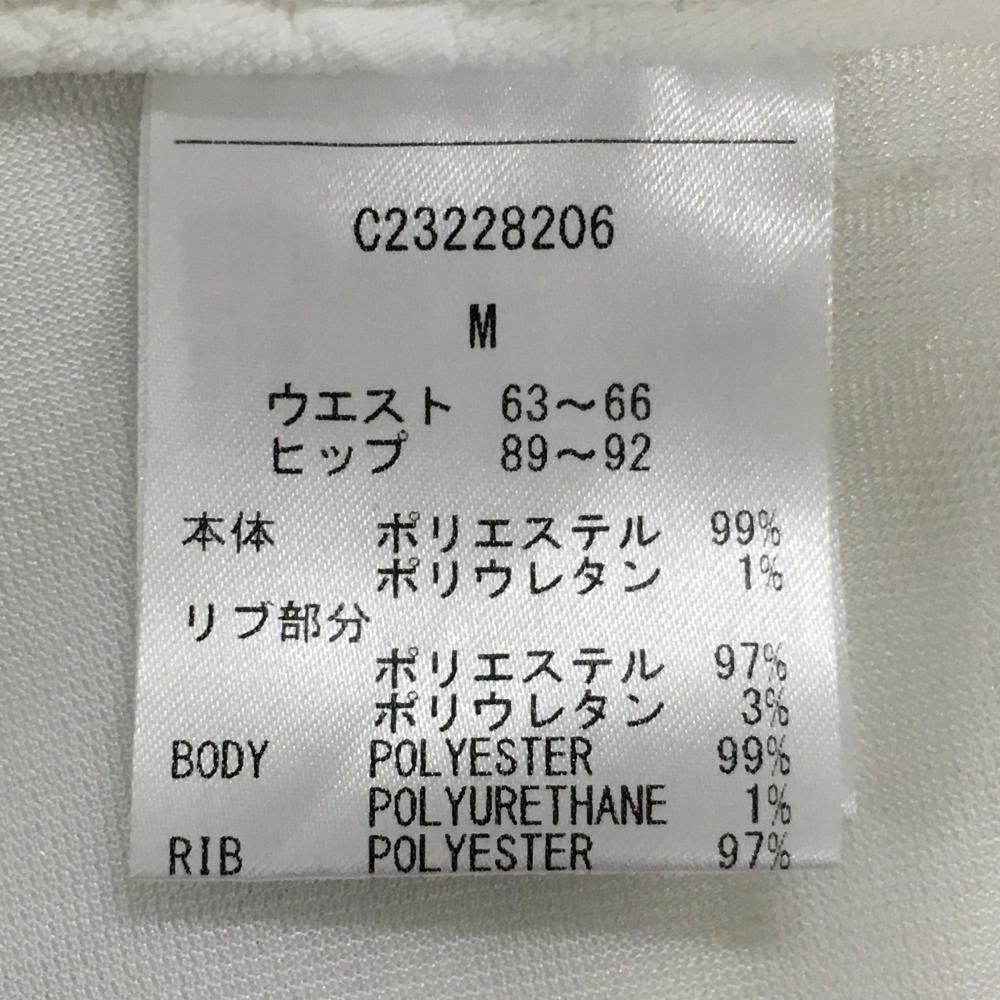 C23228206
M
ウエスト 63〜66
ヒップ 89〜92
本体 ポリエステル 99%
ポリウレタン 1%
リブ部分
ポリエステル 97%
ポリウレタン 3%
BODY POLYESTER 99%
POLYURETHANE 1%
RIB POLYESTER 97%